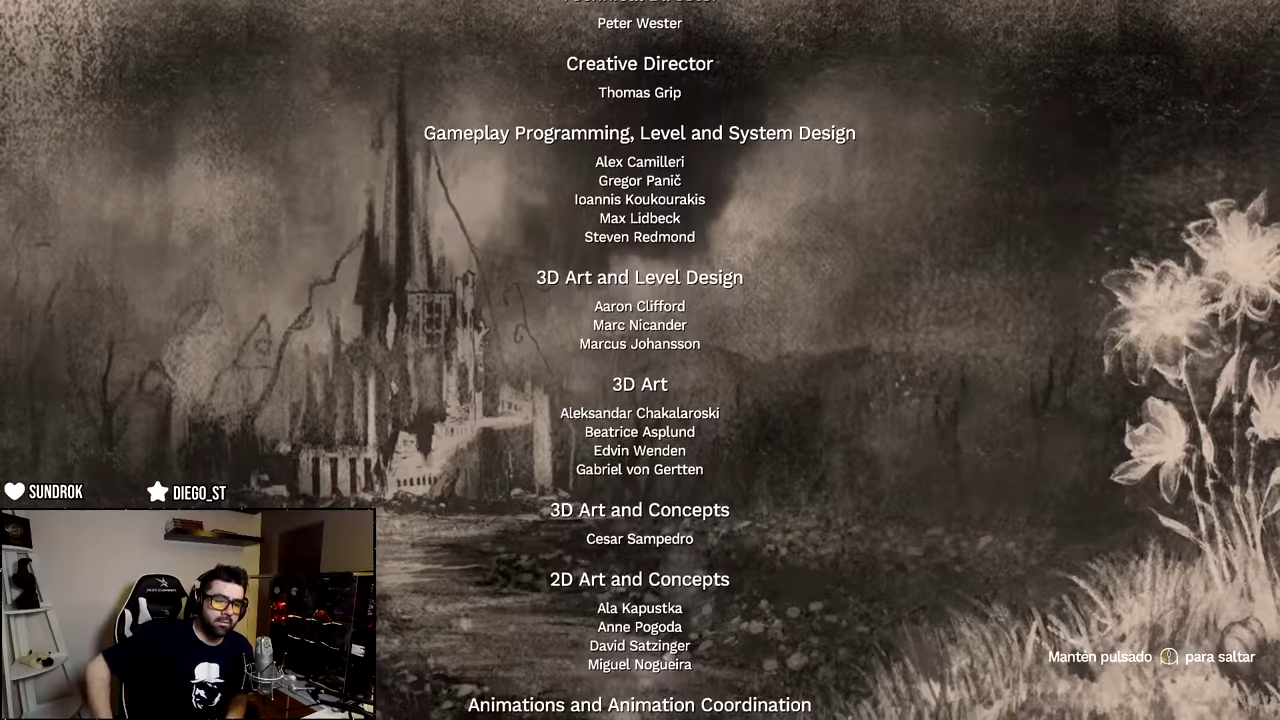 Peter Wester
Creative Director
Thomas Grip
Gameplay Programming, Level and System Design
Alex Camilleri
Gregor Panič
Ioannis Koukourakis
Max Lidbeck
Steven Redmond
3D Art and Level Design
Aaron Clifford
Marc Nicander
Marcus Johansson
3D Art
Aleksandar Chakalaroski
Beatrice Asplund
Edvin Wenden
Gabriel von Gertten
3D Art and Concepts
Cesar Sampedro
2D Art and Concepts
Ala Kapustka
Anne Pogoda
David Satzinger
Miguel Nogueira
Animations and Animation Coordination
SUNDROK
DIEGO_ST
Mantén pulsado para saltar